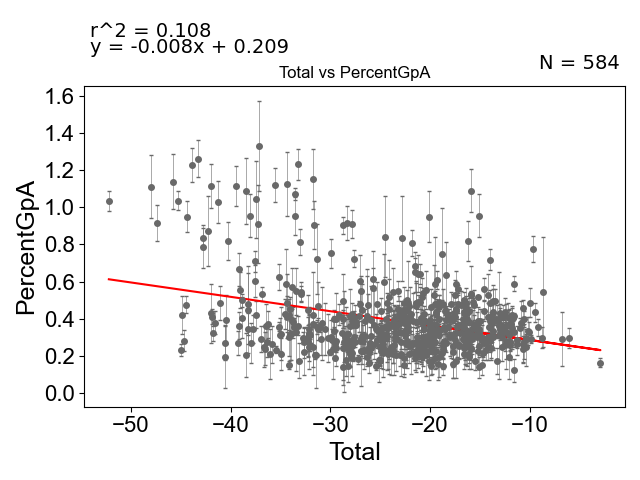 r^2 = 0.108
y = -0.008x + 0.209
N = 584
Total vs PercentGpA
1.6
1.4
1.2
1.0
0.8
0.6
0.4
0.2
0.0
PercentGpA
−50 −40 −30 −20 −10
Total